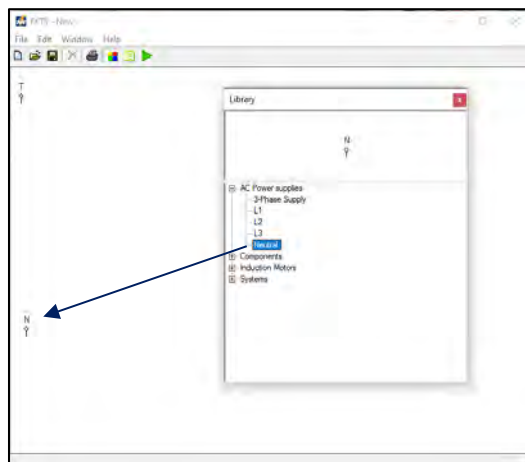 File Edit Window Help
Library
N
AC Power supplies
3-Phase Supply
L1
L2
L3
Neutral
Components
Induction Motors
Systems
N